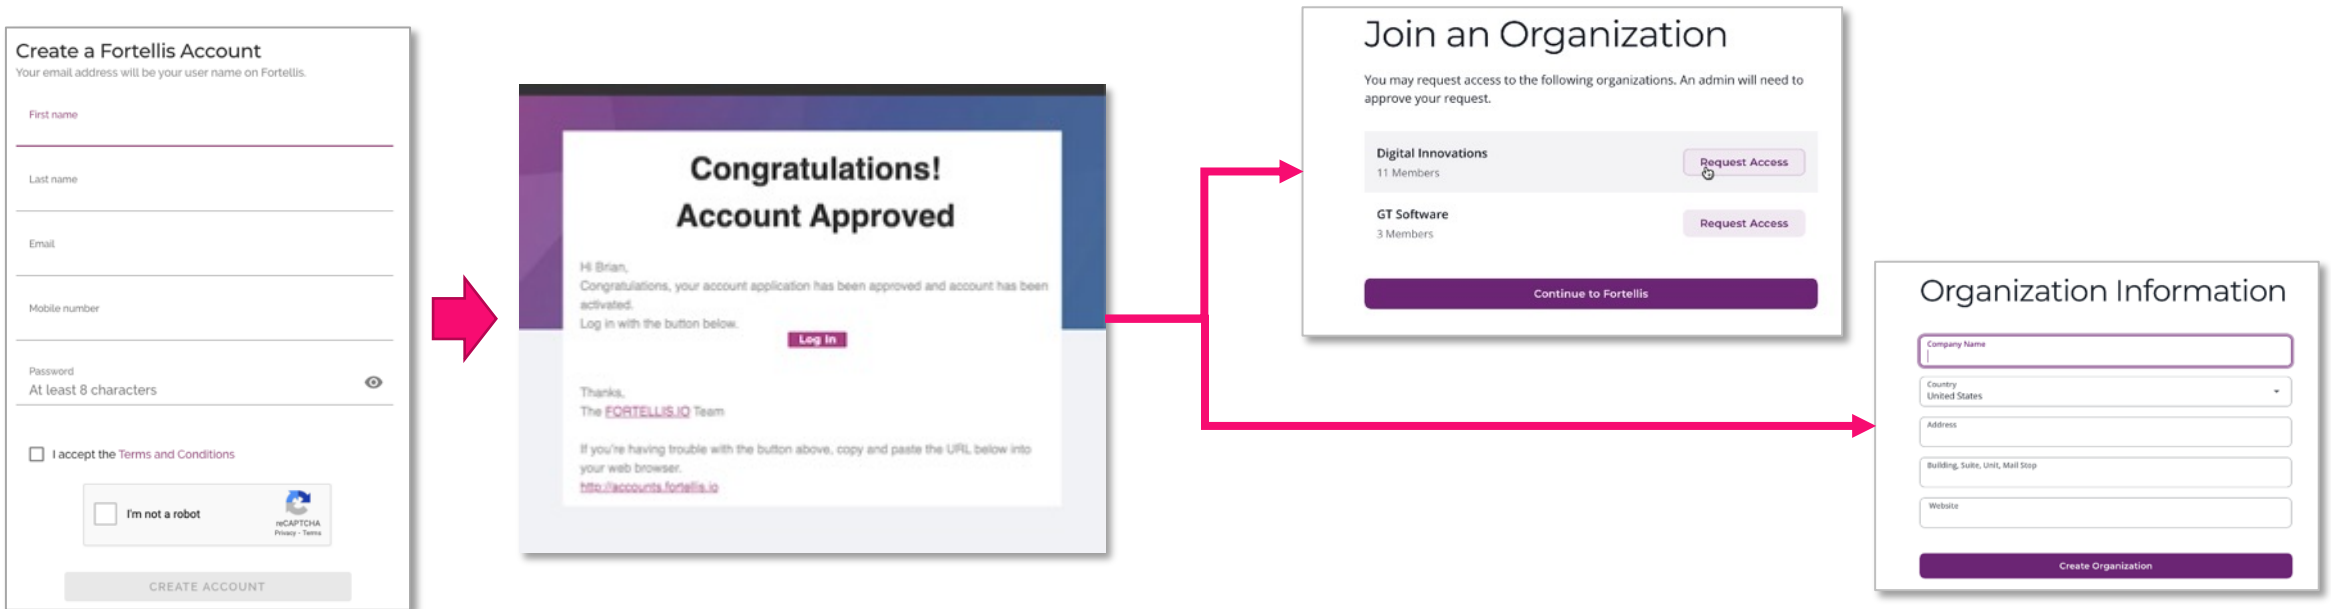 Create a Fortellis Account
Your email address will be your user name on Fortellis.
First name
Last name
Email
Mobile number
Password
At least 8 characters
I accept the Terms and Conditions
I'm not a robot
reCAPTCHA
Privacy - Terms
CREATE ACCOUNT
Congratulations!
Account Approved
Hi Brian,
Congratulations, your account application has been approved and account has been
activated.
Log in with the button below.
Log In
Thanks,
The FORTELLIS.IO Team
If you're having trouble with the button above, copy and paste the URL below into
your web browser.
http://accounts.fortellis.io
Join an Organization
You may request access to the following organizations. An admin will need to
approve your request.
Digital Innovations
11 Members
Request Access
GT Software
3 Members
Request Access
Continue to Fortellis
Organization Information
Company Name
Country
United States
Address
Building, Suite, Unit, Mail Stop
Website
Create Organization